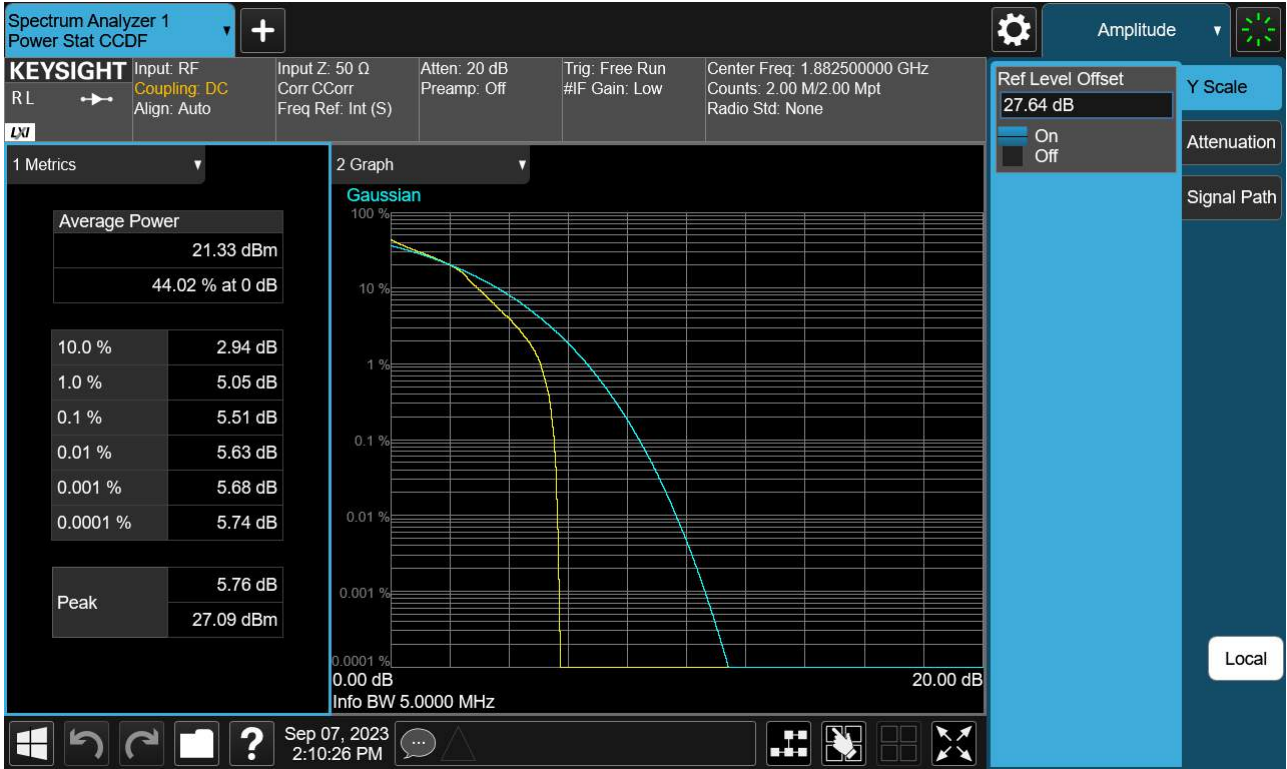 Spectrum Analyzer 1
Power Stat CCDF
+
Amplitude
KEYSIGHT
R L
LXI
Input: RF
Coupling: DC
Align: Auto
Input Z: 50 Ω
Corr CCorr
Freq Ref: Int (S)
Atten: 20 dB
Preamp: Off
Trig: Free Run
#IF Gain: Low
Center Freq: 1.882500000 GHz
Counts: 2.00 M/2.00 Mpt
Radio Std: None
Ref Level Offset
27.64 dB
On
Off
Y Scale
Attenuation
Signal Path
1 Metrics
Average Power
21.33 dBm
44.02 % at 0 dB
10.0 % 2.94 dB
1.0 % 5.05 dB
0.1 % 5.51 dB
0.01 % 5.63 dB
0.001 % 5.68 dB
0.0001 % 5.74 dB
Peak
5.76 dB
27.09 dBm
2 Graph
Gaussian
100 %
10 %
1 %
0.1 %
0.01 %
0.001 %
0.0001 %
0.00 dB 20.00 dB
Info BW 5.0000 MHz
Local
?
Sep 07, 2023
2:10:26 PM